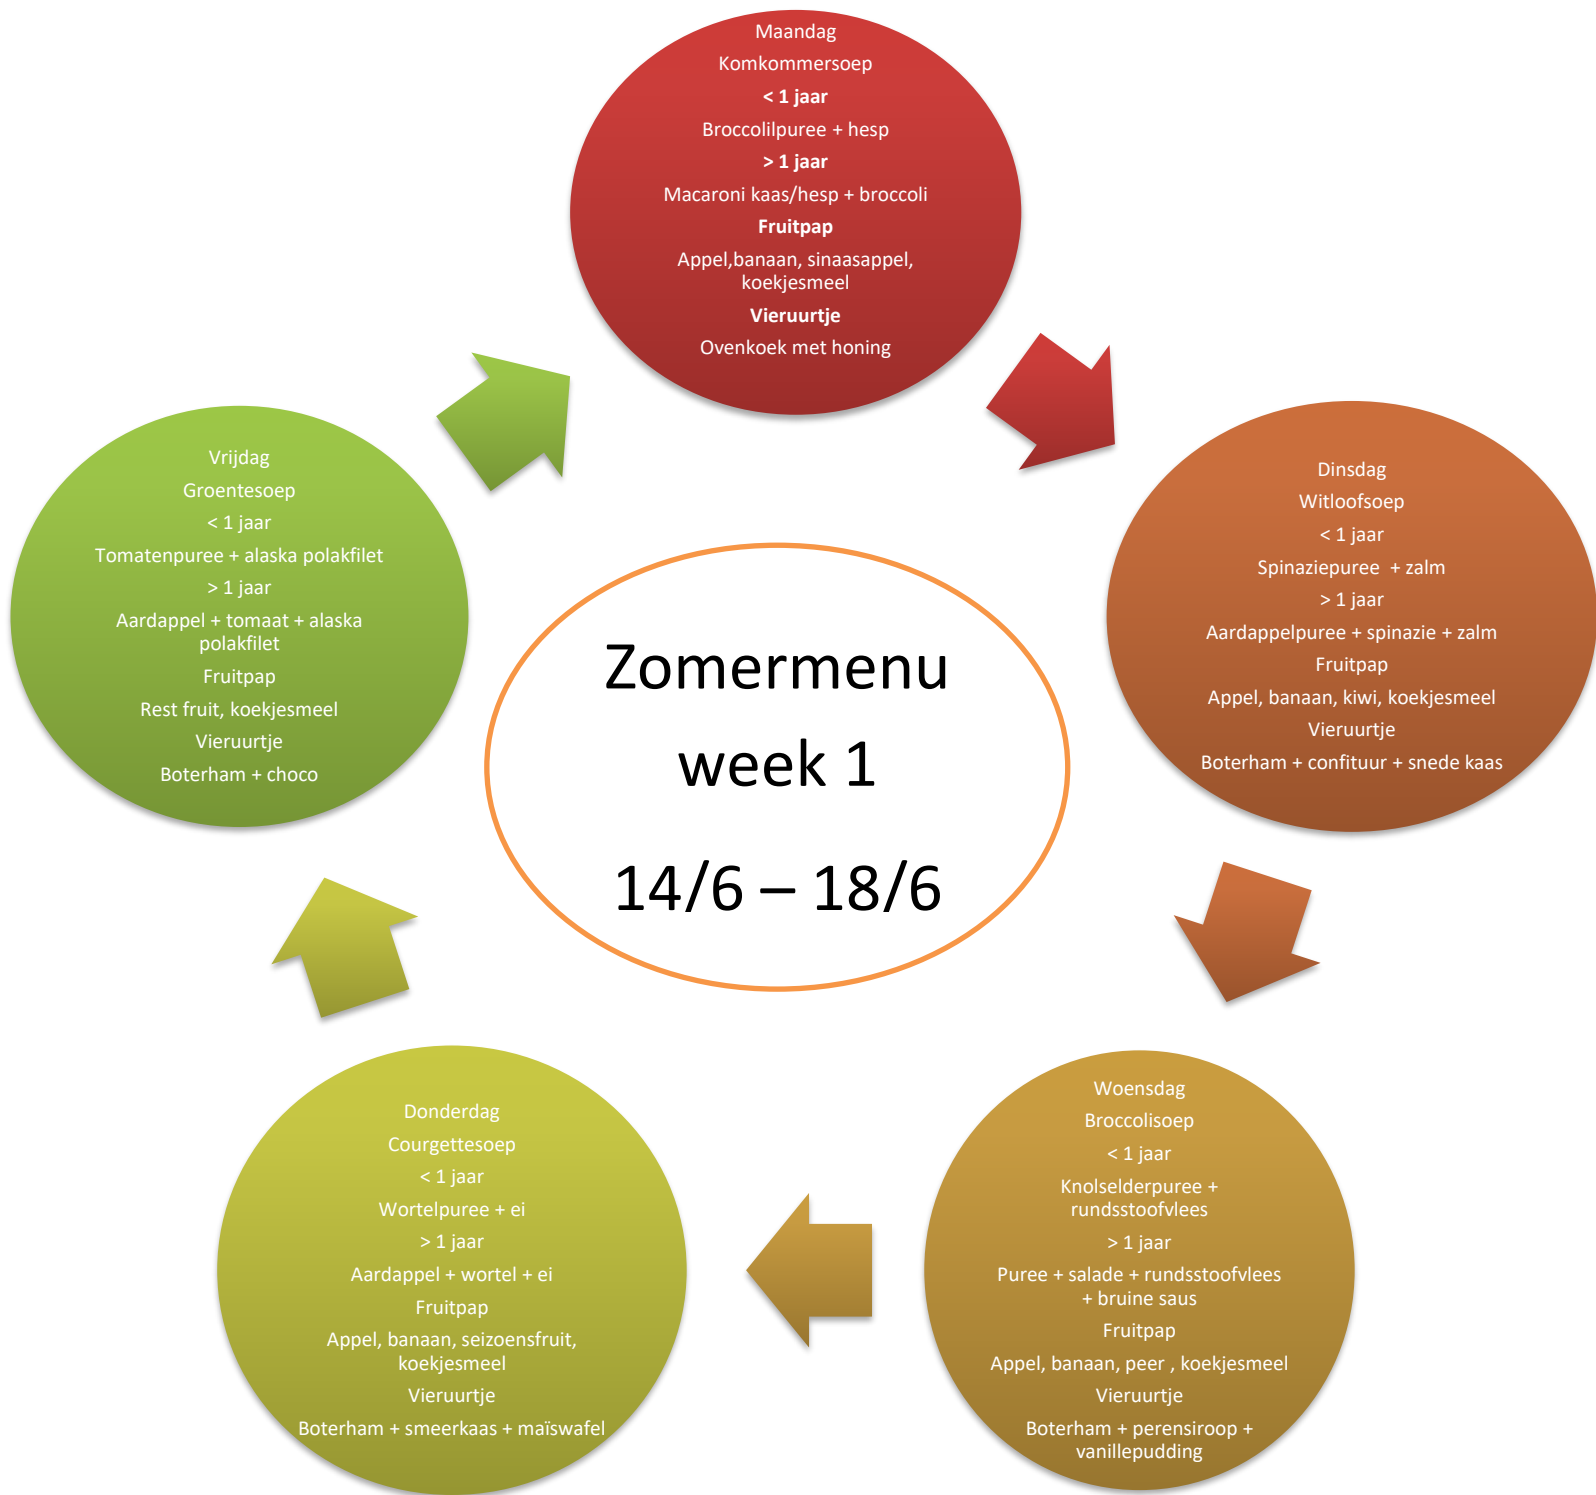 Maandag
Komkommersoep
< 1 jaar
Broccolilpuree + hesp
> 1 jaar
Macaroni kaas/hesp + broccoli
Fruitpap
Appel,banaan, sinaasappel,
koekjesmeel
Vieruurtje
Ovenkoek met honing
Dinsdag
Witloofsoep
< 1 jaar
Spinaziepuree + zalm
> 1 jaar
Aardappelpuree + spinazie + zalm
Fruitpap
Appel, banaan, kiwi, koekjesmeel
Vieruurtje
Boterham + confituur + snede kaas
Woensdag
Broccolisoep
< 1 jaar
Knolselderpuree +
rundsstoofvlees
> 1 jaar
Puree + salade + rundsstoofvlees
+ bruine saus
Fruitpap
Appel, banaan, peer , koekjesmeel
Vieruurtje
Boterham + perensiroop +
vanillepudding
Donderdag
Courgettesoep
< 1 jaar
Wortelpuree + ei
> 1 jaar
Aardappel + wortel + ei
Fruitpap
Appel, banaan, seizoensfruit,
koekjesmeel
Vieruurtje
Boterham + smeerkaas + maïswafel
Vrijdag
Groentesoep
< 1 jaar
Tomatenpuree + alaska polakfilet
> 1 jaar
Aardappel + tomaat + alaska
polakfilet
Fruitpap
Rest fruit, koekjesmeel
Vieruurtje
Boterham + choco
Zomermenu
week 1
14/6 – 18/6